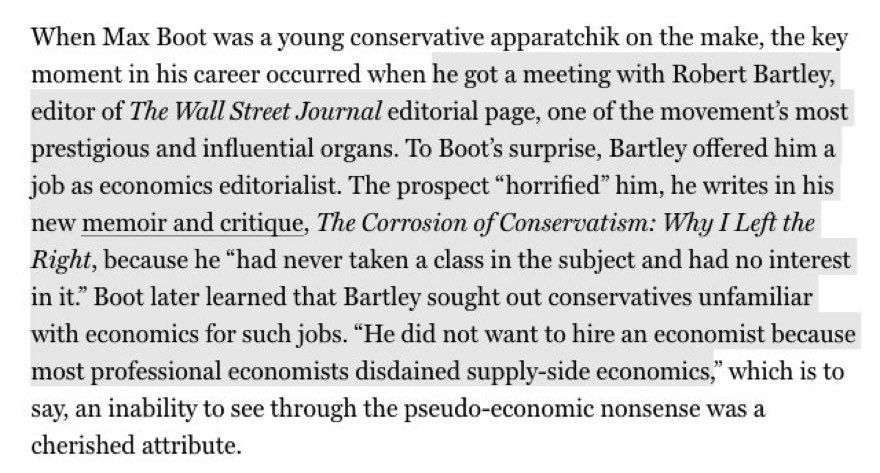 When Max Boot was a young conservative apparatchik on the make, the key
moment in his career occurred when he got a meeting with Robert Bartley,
editor of The Wall Street Journal editorial page, one of the movement’s most
prestigious and influential organs. To Boot’s surprise, Bartley offered him a
job as economics editorialist. The prospect “horrified” him, he writes in his
new memoir and critique, The Corrosion of Conservatism: Why I Left the
Right, because he “had never taken a class in the subject and had no interest
in it.” Boot later learned that Bartley sought out conservatives unfamiliar
with economics for such jobs. “He did not want to hire an economist because
most professional economists disdained supply-side economics,” which is to
say, an inability to see through the pseudo-economic nonsense was a
cherished attribute.